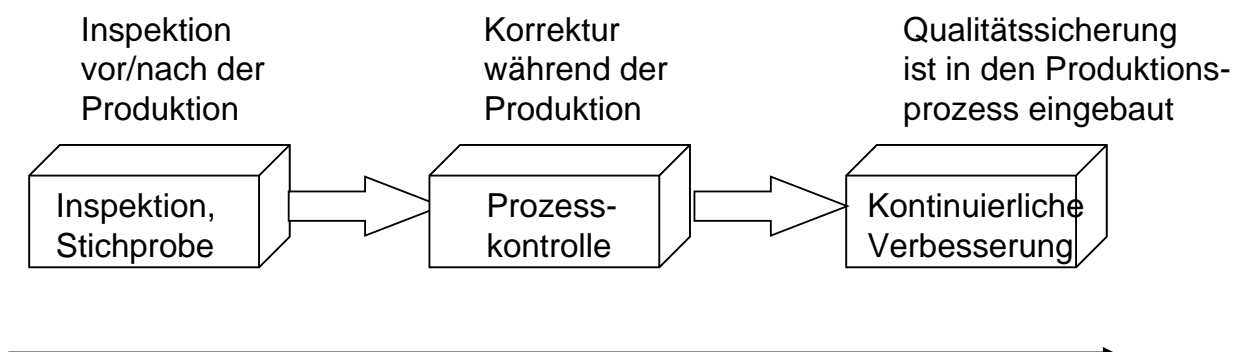 Inspektion
vor/nach der
Produktion
Korrektur
während der
Produktion
Qualitätssicherung
ist in den Produktions-
prozess eingebaut
Inspektion,
Stichprobe
Prozess-
kontrolle
Kontinuierliche
Verbesserung